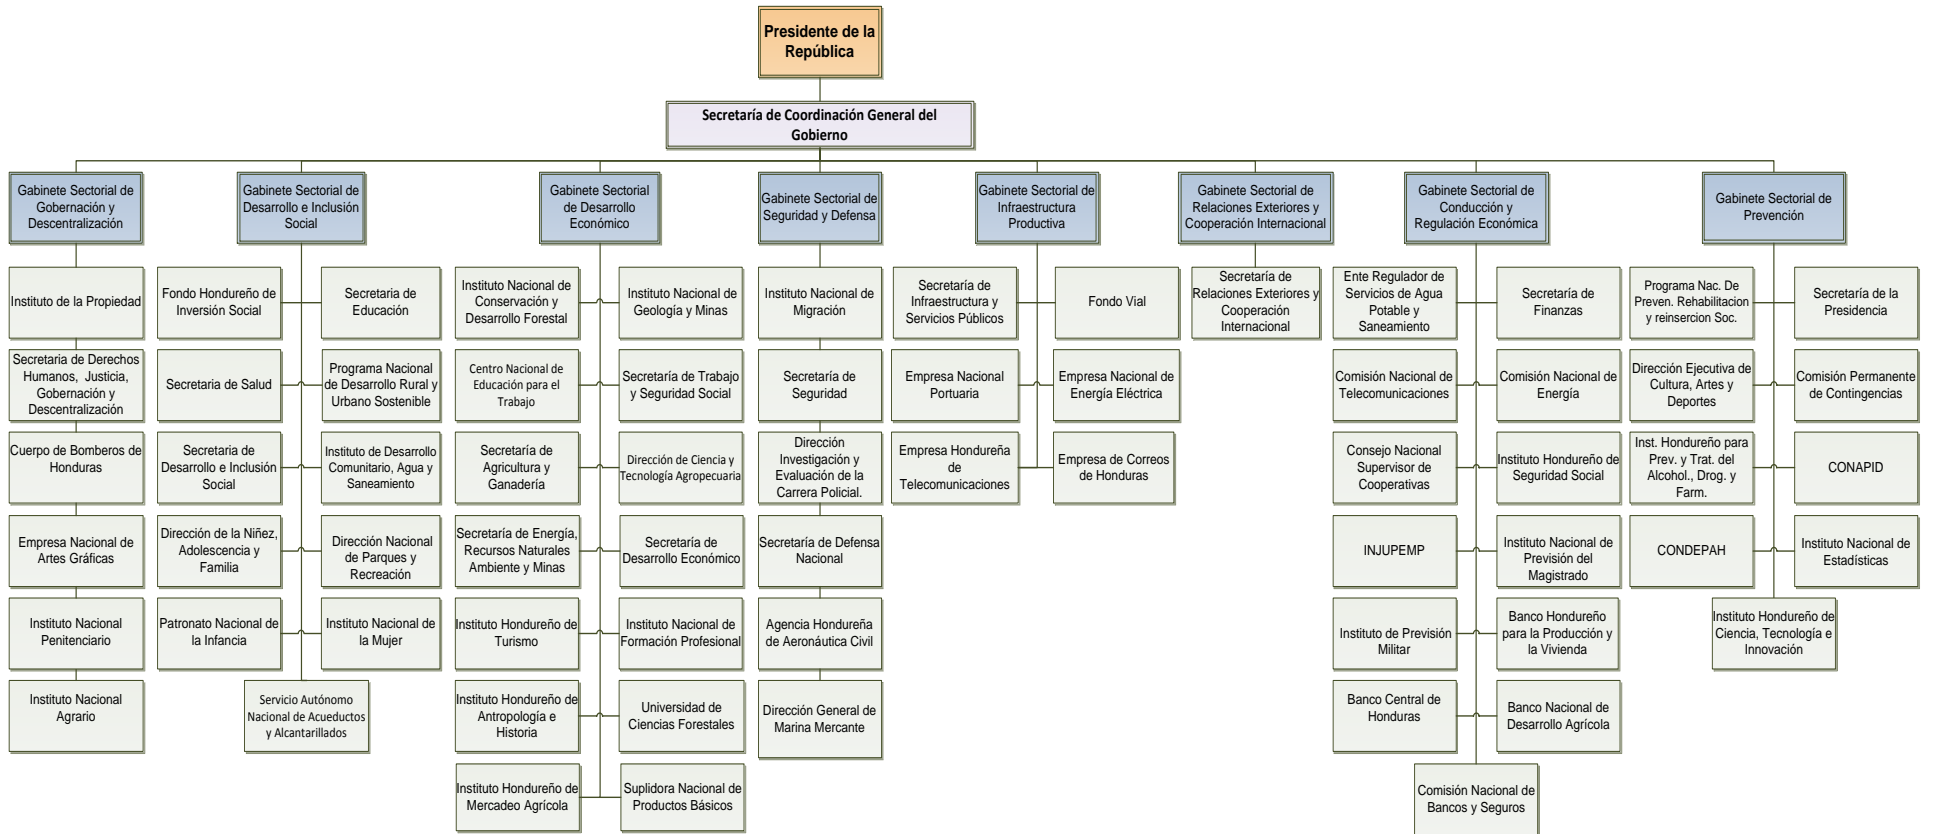 Presidente de la
República
Secretaría de Coordinación General del
Gobierno
Gabinete Sectorial de
Gobernación y
Descentralización
Gabinete Sectorial de
Desarrollo e Inclusión
Social
Gabinete Sectorial
de Desarrollo
Económico
Gabinete Sectorial de
Seguridad y Defensa
Gabinete Sectorial de
Infraestructura
Productiva
Gabinete Sectorial de
Relaciones Exteriores y
Cooperación Internacional
Gabinete Sectorial de
Conducción y
Regulación Económica
Gabinete Sectorial de
Prevención
Instituto de la Propiedad
Secretaria de Derechos
Humanos, Justicia,
Gobernación y
Descentralización
Cuerpo de Bomberos de
Honduras
Empresa Nacional de
Artes Gráficas
Instituto Nacional
Penitenciario
Instituto Nacional
Agrario
Fondo Hondureño de
Inversión Social
Secretaria de
Educación
Secretaria de Salud
Programa Nacional
de Desarrollo Rural y
Urbano Sostenible
Secretaria de
Desarrollo e Inclusión
Social
Instituto de Desarrollo
Comunitario, Agua y
Saneamiento
Dirección de la Niñez,
Adolescencia y
Familia
Dirección Nacional
de Parques y
Recreación
Patronato Nacional de
la Infancia
Instituto Nacional de
la Mujer
Servicio Autónomo
Nacional de Acueductos
y Alcantarillados
Instituto Nacional de
Conservación y
Desarrollo Forestal
Instituto Nacional de
Geología y Minas
Centro Nacional de
Educación para el
Trabajo
Secretaría de Trabajo
y Seguridad Social
Secretaría de
Agricultura y
Ganadería
Dirección de Ciencia y
Tecnología Agropecuaria
Secretaría de Energía,
Recursos Naturales
Ambiente y Minas
Secretaría de
Desarrollo Económico
Instituto Hondureño de
Turismo
Instituto Nacional de
Formación Profesional
Instituto Hondureño de
Antropología e
Historia
Universidad de
Ciencias Forestales
Instituto Hondureño de
Mercadeo Agrícola
Suplidora Nacional de
Productos Básicos
Instituto Nacional de
Migración
Secretaría de
Seguridad
Dirección
Investigación y
Evaluación de la
Carrera Policial.
Secretaría de Defensa
Nacional
Agencia Hondureña
de Aeronáutica Civil
Dirección General de
Marina Mercante
Secretaría de
Infraestructura y
Servicios Públicos
Fondo Vial
Empresa Nacional
Portuaria
Empresa Nacional de
Energía Eléctrica
Empresa Hondureña
de
Telecomunicaciones
Empresa de Correos
de Honduras
Secretaría de
Relaciones Exteriores y
Cooperación
Internacional
Ente Regulador de
Servicios de Agua
Potable y
Saneamiento
Secretaría de
Finanzas
Comisión Nacional de
Telecomunicaciones
Comisión Nacional de
Energía
Consejo Nacional
Supervisor de
Cooperativas
Instituto Hondureño de
Seguridad Social
INJUPEMP
Instituto Nacional de
Previsión del
Magistrado
Instituto de Previsión
Militar
Banco Hondureño
para la Producción y
la Vivienda
Banco Central de
Honduras
Banco Nacional de
Desarrollo Agrícola
Comisión Nacional de
Bancos y Seguros
Programa Nac. De
Preven. Rehabilitacion
y reinsercion Soc.
Secretaría de la
Presidencia
Dirección Ejecutiva de
Cultura, Artes y
Deportes
Comisión Permanente
de Contingencias
Inst. Hondureño para
Prev. y Trat. del
Alcohol., Drog. y
Farm.
CONAPID
CONDEPAH
Instituto Nacional de
Estadísticas
Instituto Hondureño de
Ciencia, Tecnología e
Innovación